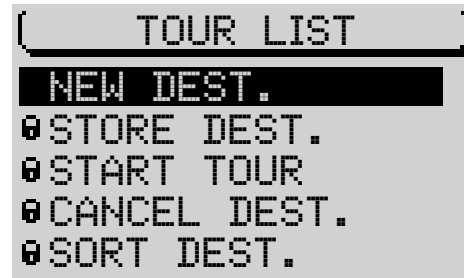 TOUR LIST
NEW DEST.
STORE DEST.
START TOUR
CANCEL DEST.
SORT DEST.